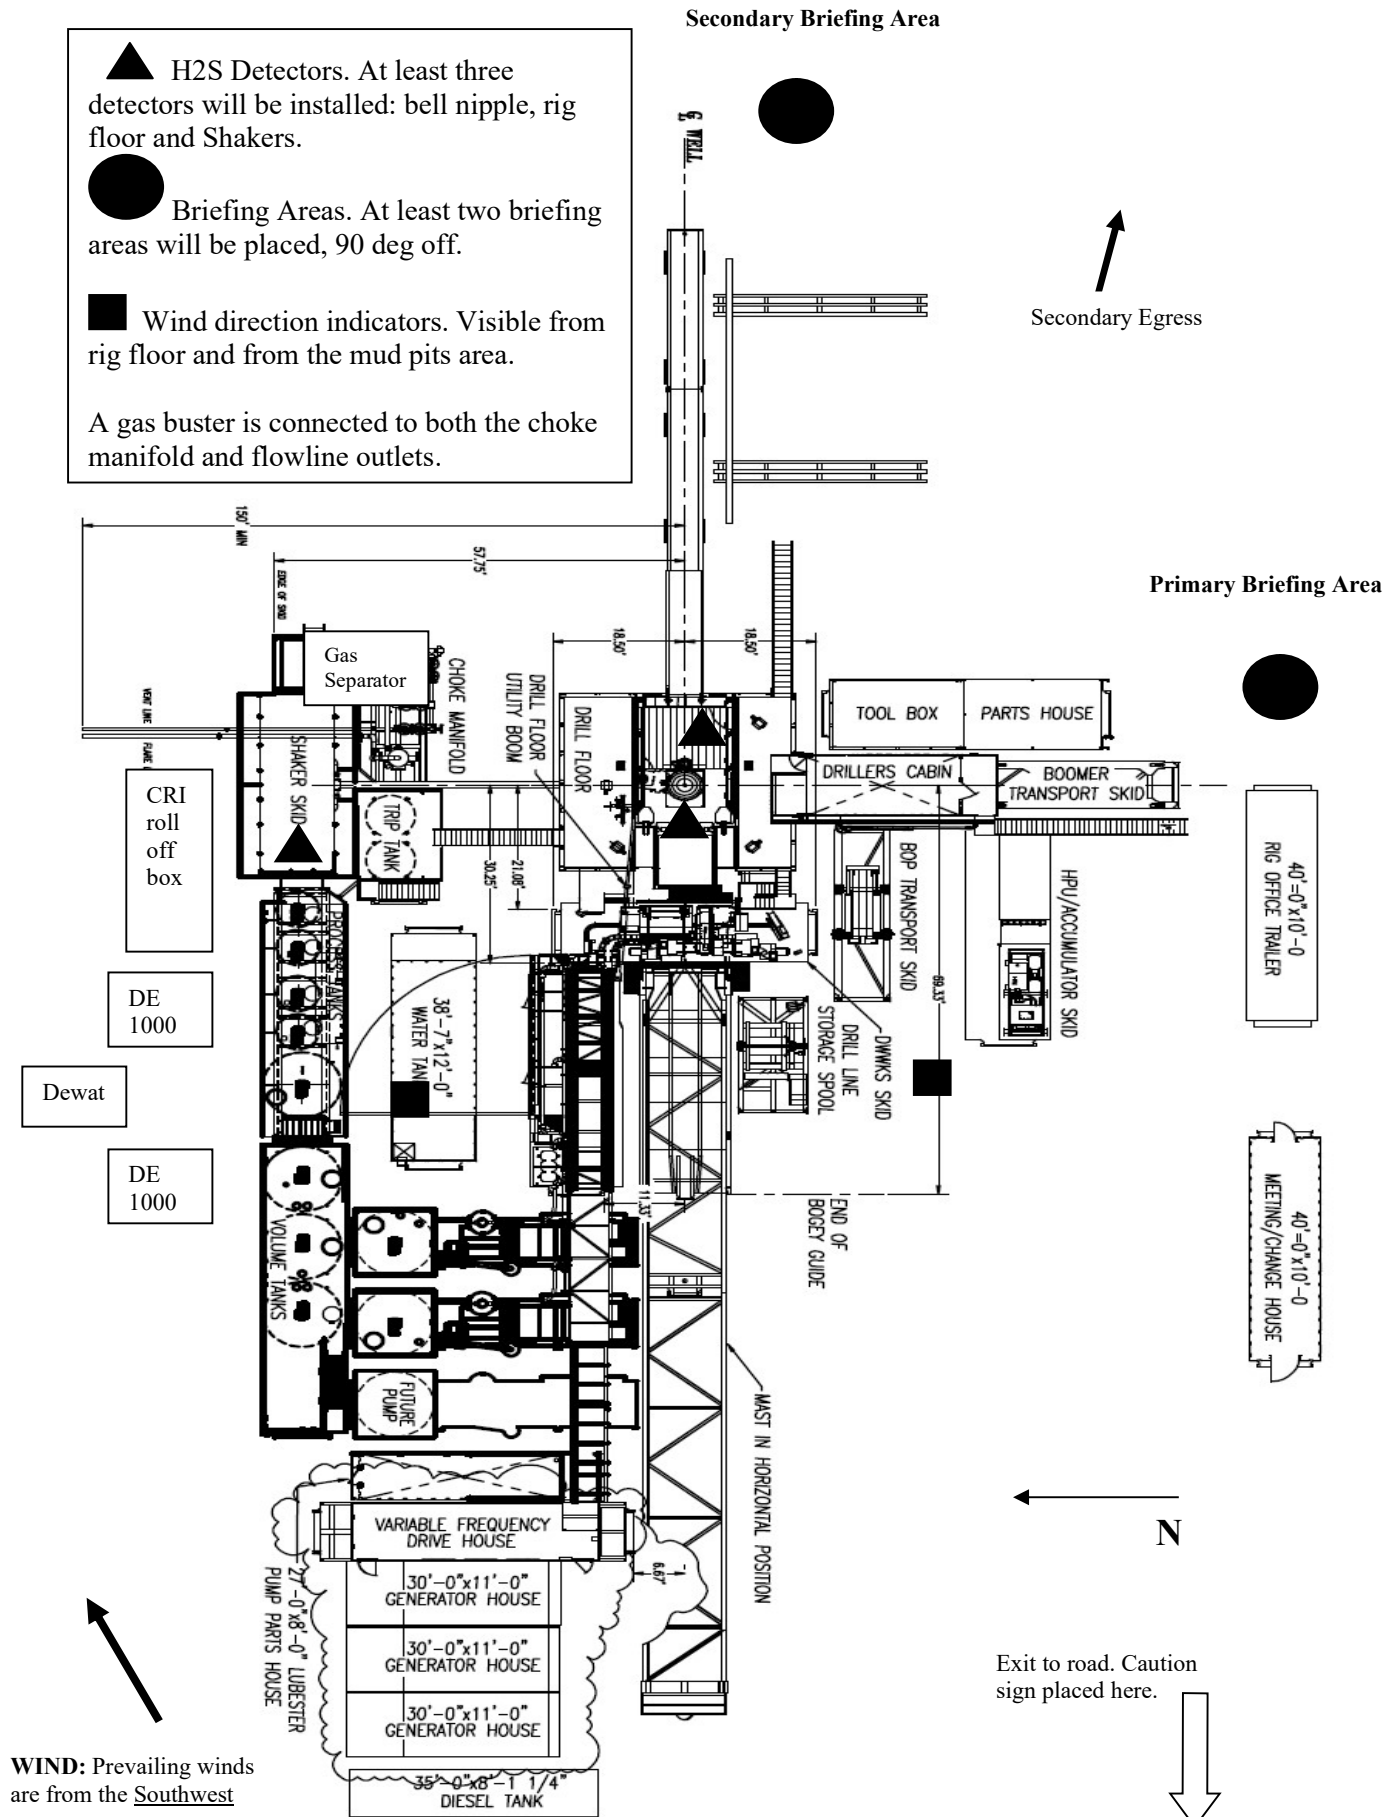 Secondary Briefing Area
H2S Detectors. At least three
detectors will be installed: bell nipple, rig
floor and Shakers.
Briefing Areas. At least two briefing
areas will be placed, 90 deg off.
Wind direction indicators. Visible from
rig floor and from the mud pits area.
A gas buster is connected to both the choke
manifold and flowline outlets.
WELL
Secondary Egress
150' MIN
57.75'
EDGE OF SKID
Primary Briefing Area
18.50'
18.50'
Gas
Separator
CHOKE MANIFOLD
DRILL FLOOR
UTILITY BOOM
DRILL FLOOR
TOOL BOX
PARTS HOUSE
VENT LINE
FLARE
SHAKER SKID
DRILLERS CABIN
BOOMER
TRANSPORT SKID
CRI
roll
off
box
TRIP
TANK
30.25'
21.08'
BOP TRANSPORT SKID
HPU/ACCUMULATOR SKID
40'=0"x10'-0
RIG OFFICE TRAILER
PROCESS TANKS
DE
1000
38'-7"x12'-0"
WATER TANK
DRILL LINE
STORAGE SPOOL
DWWKS SKID
69.33'
Dewat
DE
1000
VOLUME TANKS
11.33'
END OF
BOGEY GUIDE
40'=0"x10'-0
MEETING/CHANGE HOUSE
FUTURE
PUMP
MAST IN HORIZONTAL POSITION
N
VARIABLE FREQUENCY
DRIVE HOUSE
6.67'
27'-0"x8'-0" LUBESTER
PUMP PARTS HOUSE
30'-0"x11'-0"
GENERATOR HOUSE
30'-0"x11'-0"
GENERATOR HOUSE
30'-0"x11'-0"
GENERATOR HOUSE
35'-0"x8'-1 1/4"
DIESEL TANK
Exit to road. Caution
sign placed here.
WIND: Prevailing winds
are from the Southwest